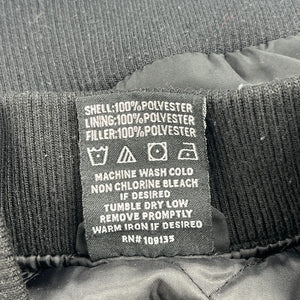 SHELL:100%POLYESTER
LINING:100%POLYESTER
FILLER:100%POLYESTER
MACHINE WASH COLD
NON CHLORINE BLEACH
IF DESIRED
TUMBLE DRY LOW
REMOVE PROMPTLY
WARM IRON IF DESIRED
RN# 109135